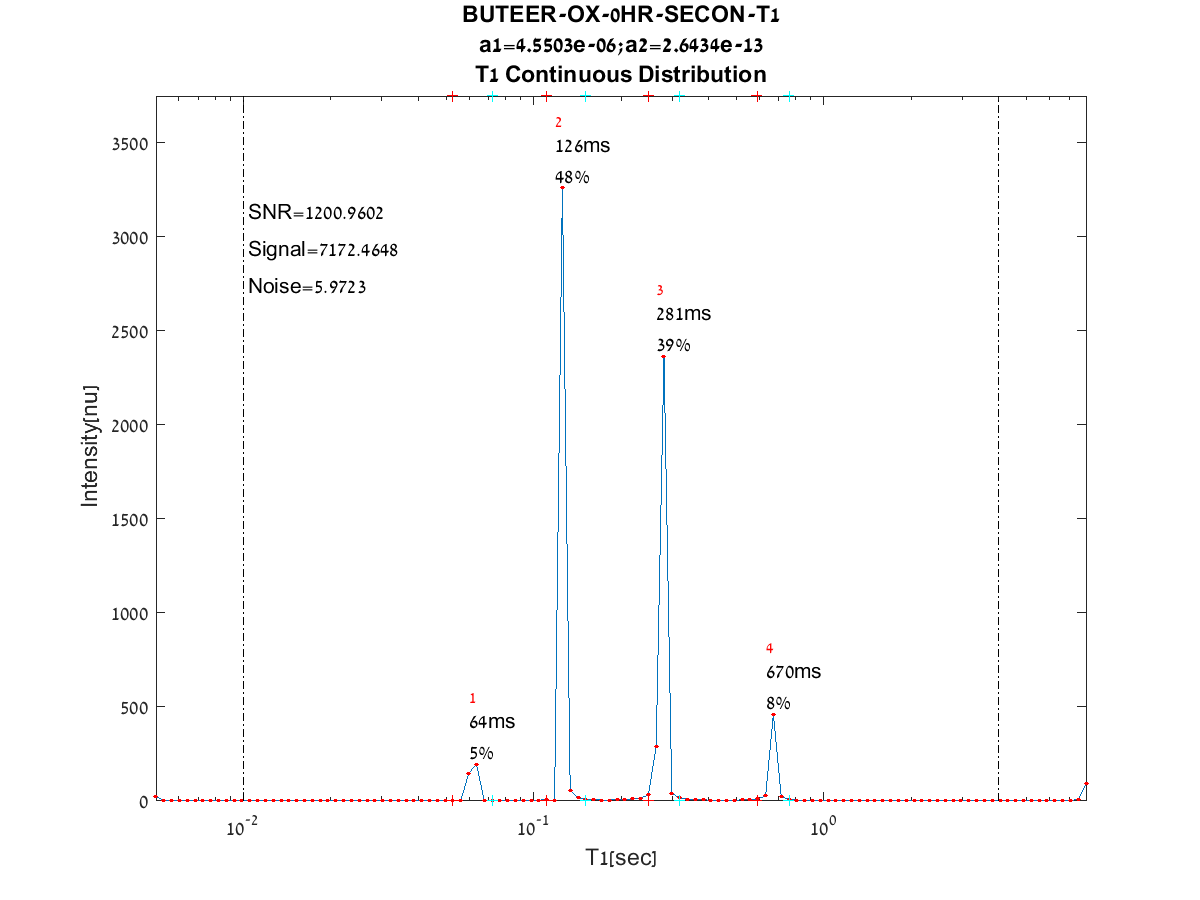 BUTEER-OX-0HR-SECON-T1
a1=4.5503e-06;a2=2.6434e-13
T1 Continuous Distribution
2
126ms
48%
SNR=1200.9602
Signal=7172.4648
Noise=5.9723
3
281ms
39%
4
670ms
8%
1
64ms
5%
3500
3000
2500
2000
1500
1000
500
0
Intensity[nu]
10^-2 10^-1 10^0
T1[sec]